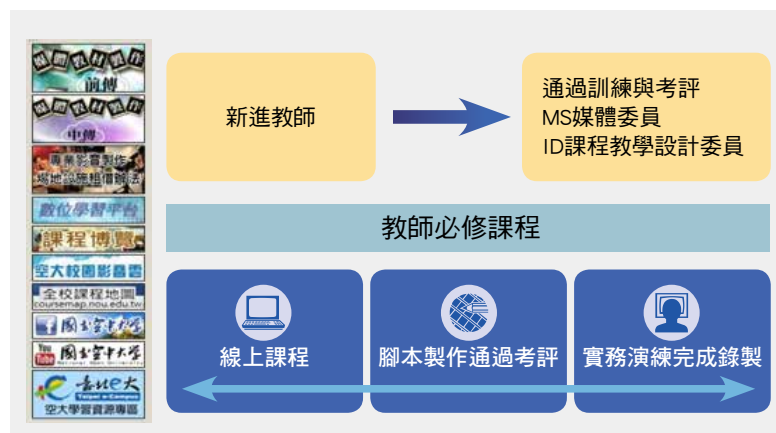 前傳
中傳
專業影音製作
場地設施租借辦法
數位學習平台
課程博覽
空大校園影音雲
全校課程地圖
coursemap.nou.edu.tw
國立空中大學
You Tube 國立空中大學
臺北e大
Taipei e-Campus
空大學習資源專區
新進教師
通過訓練與考評
MS媒體委員
ID課程教學設計委員
教師必修課程
線上課程
腳本製作通過考評
實務演練完成錄製